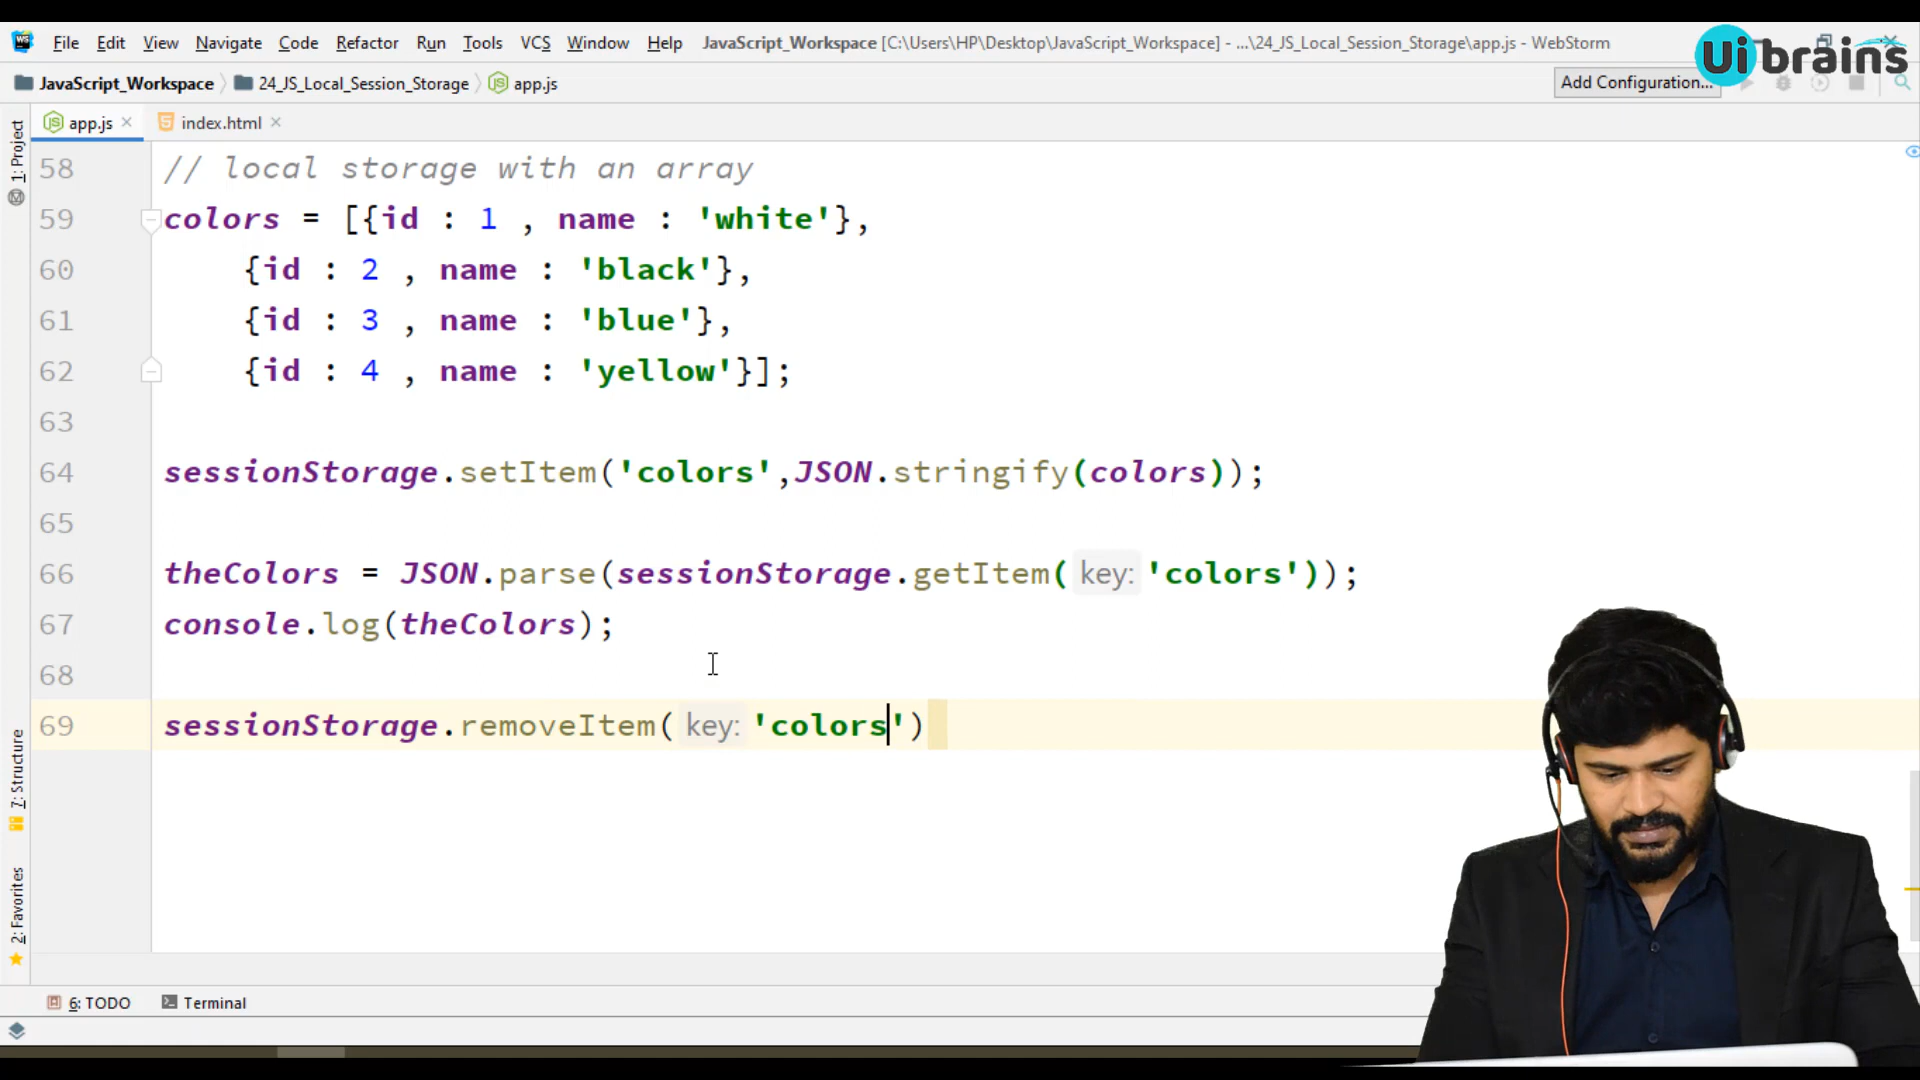 File Edit View Navigate Code Refactor Run Tools VCS Window Help JavaScript_Workspace [C:\Users\HP\Desktop\JavaScript_Workspace] - ...\24_JS_Local_Session_Storage\app.js - WebStorm
Ui brains
JavaScript_Workspace 24_JS_Local_Session_Storage app.js Add Configuration...
app.js index.html
1: Project
7: Structure
2: Favorites
58 // local storage with an array
59 colors = [{id : 1 , name : 'white'},
60 {id : 2 , name : 'black'},
61 {id : 3 , name : 'blue'},
62 {id : 4 , name : 'yellow'}];
63
64 sessionStorage.setItem('colors',JSON.stringify(colors));
65
66 theColors = JSON.parse(sessionStorage.getItem( key: 'colors'));
67 console.log(theColors);
68
69 sessionStorage.removeItem( key: 'colors')
6: TODO Terminal